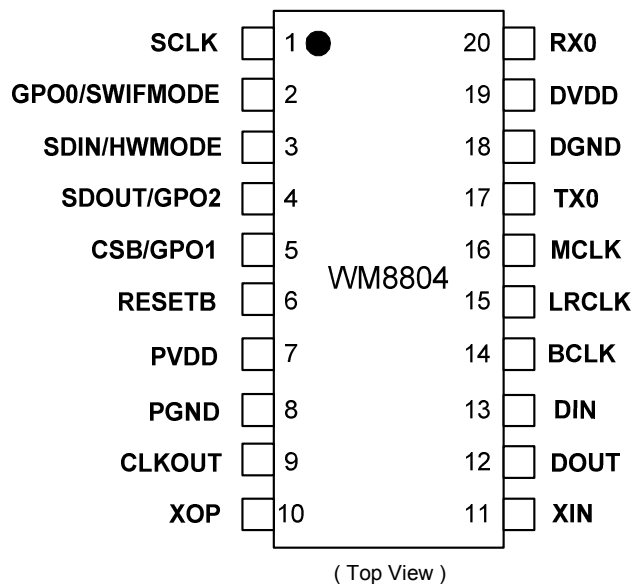 SCLK 1 20 RX0
GPO0/SWIFMODE 2 19 DVDD
SDIN/HWMODE 3 18 DGND
SDOUT/GPO2 4 17 TX0
CSB/GPO1 5 16 MCLK
WM8804
RESETB 6 15 LRCLK
PVDD 7 14 BCLK
PGND 8 13 DIN
CLKOUT 9 12 DOUT
XOP 10 11 XIN
( Top View )